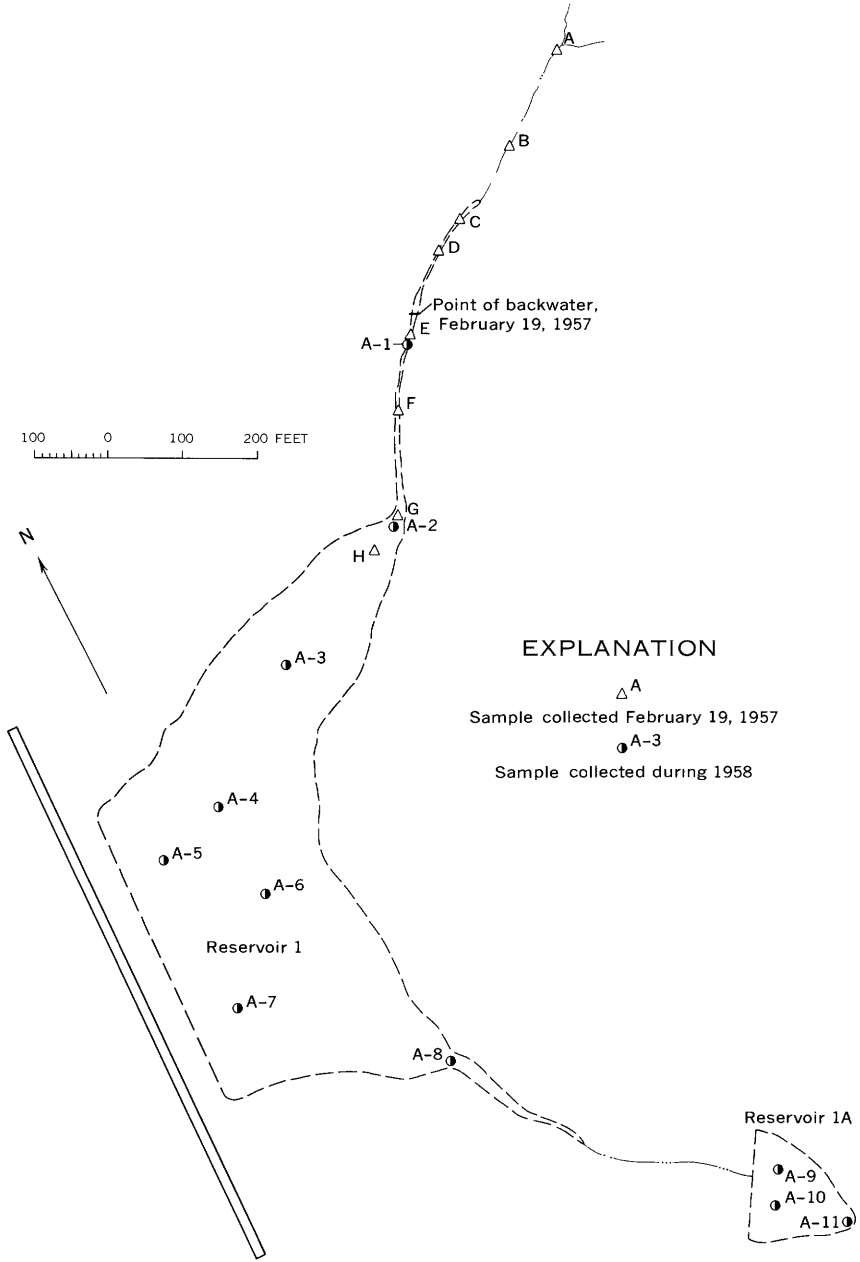 A
B
C
D
Point of backwater,
February 19, 1957
E
A-1
F
100 0 100 200 FEET
G
A-2
H
N
A-3
EXPLANATION
A
Sample collected February 19, 1957
A-3
Sample collected during 1958
A-4
A-5
A-6
Reservoir 1
A-7
A-8
Reservoir 1A
A-9
A-10
A-11